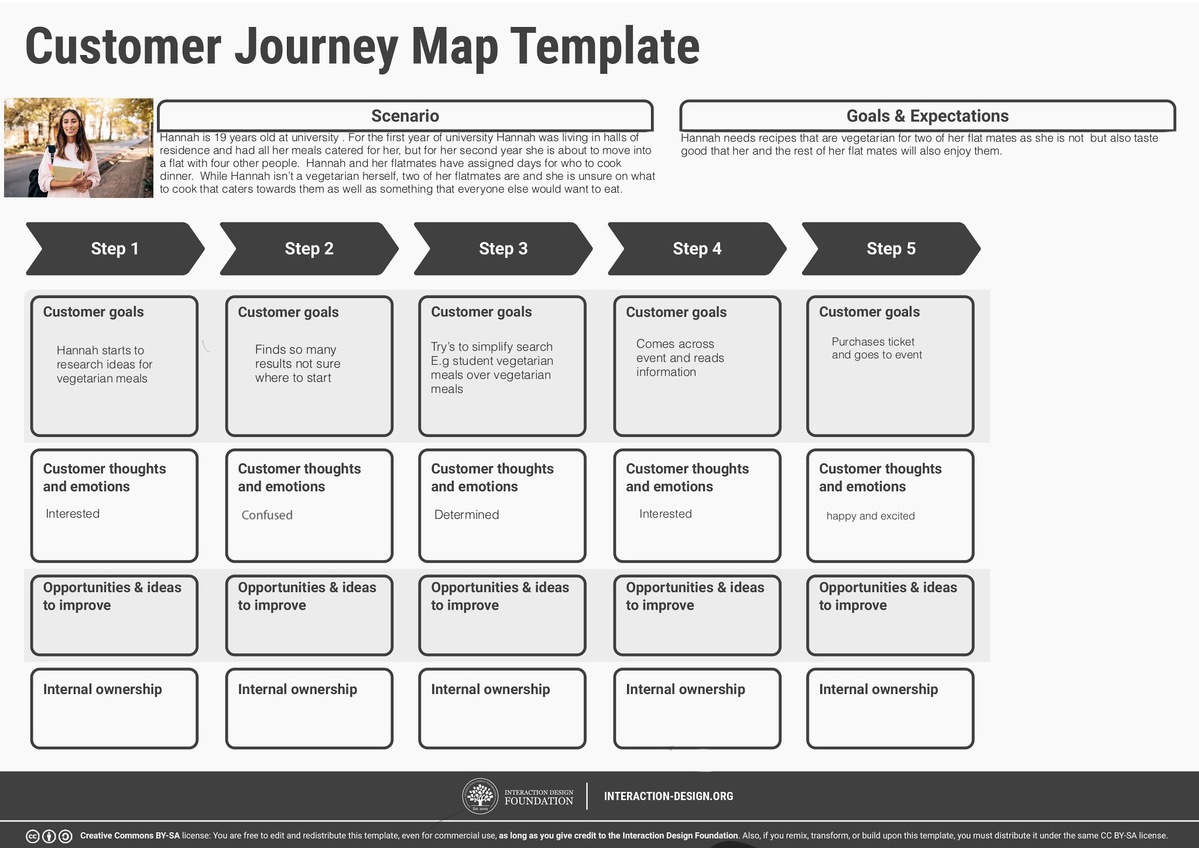 Customer Journey Map Template
Scenario
Hannah is 19 years old at university . For the first year of university Hannah was living in halls of
residence and had all her meals catered for her, but for her second year she is about to move into
a flat with four other people.  Hannah and her flatmates have assigned days for who to cook
dinner.  While Hannah isn't a vegetarian herself, two of her flatmates are and she is unsure on what
to cook that caters towards them as well as something that everyone else would want to eat.
Goals & Expectations
Hannah needs recipes that are vegetarian for two of her flat mates as she is not  but also taste
good that her and the rest of her flat mates will also enjoy them.
Step 1
Step 2
Step 3
Step 4
Step 5
Customer goals
Hannah starts to
research ideas for
vegetarian meals
Customer goals
Finds so many
results not sure
where to start
Customer goals
Try's to simplify search
E.g student vegetarian
meals over vegetarian
meals
Customer goals
Comes across
event and reads
information
Customer goals
Purchases ticket
and goes to event
Customer thoughts
and emotions
Interested
Customer thoughts
and emotions
Confused
Customer thoughts
and emotions
Determined
Customer thoughts
and emotions
Interested
Customer thoughts
and emotions
happy and excited
Opportunities & ideas
to improve
Opportunities & ideas
to improve
Opportunities & ideas
to improve
Opportunities & ideas
to improve
Opportunities & ideas
to improve
Internal ownership
Internal ownership
Internal ownership
Internal ownership
Internal ownership
INTERACTION DESIGN
FOUNDATION
INTERACTION-DESIGN.ORG
Creative Commons BY-SA license: You are free to edit and redistribute this template, even for commercial use, as long as you give credit to the Interaction Design Foundation. Also, if you remix, transform, or build upon this template, you must distribute it under the same CC BY-SA license.